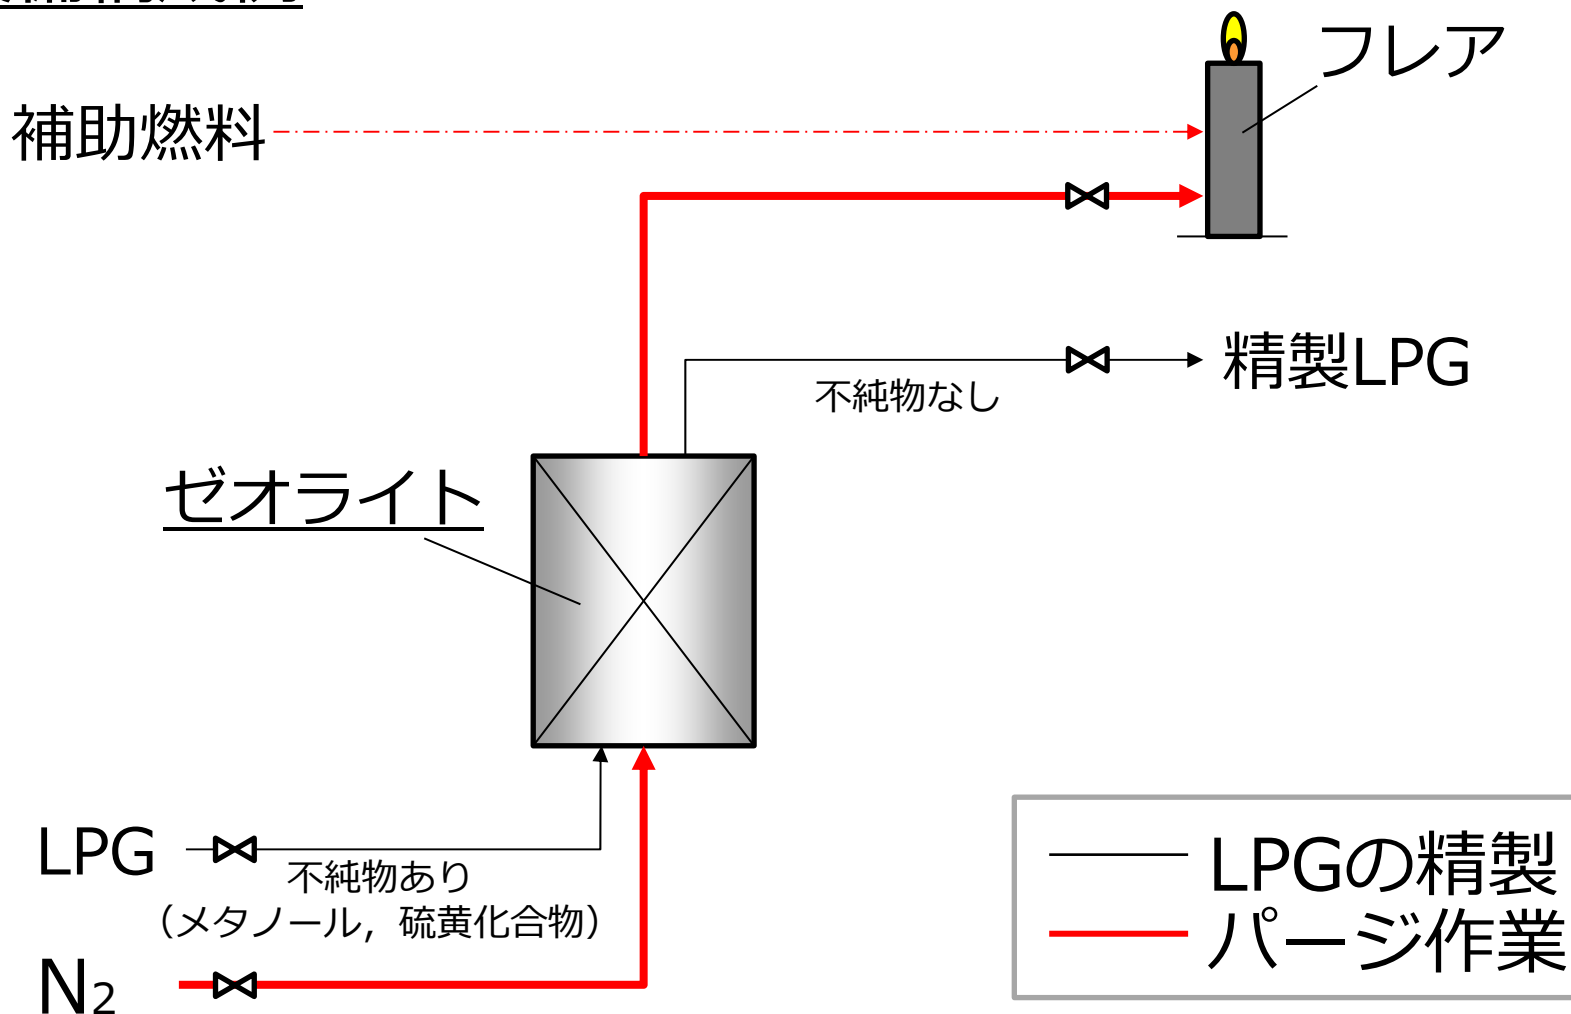 フレア
補助燃料
精製LPG
不純物なし
ゼオライト
LPG
不純物あり
（メタノール，硫黄化合物）
N₂
LPGの精製
パージ作業